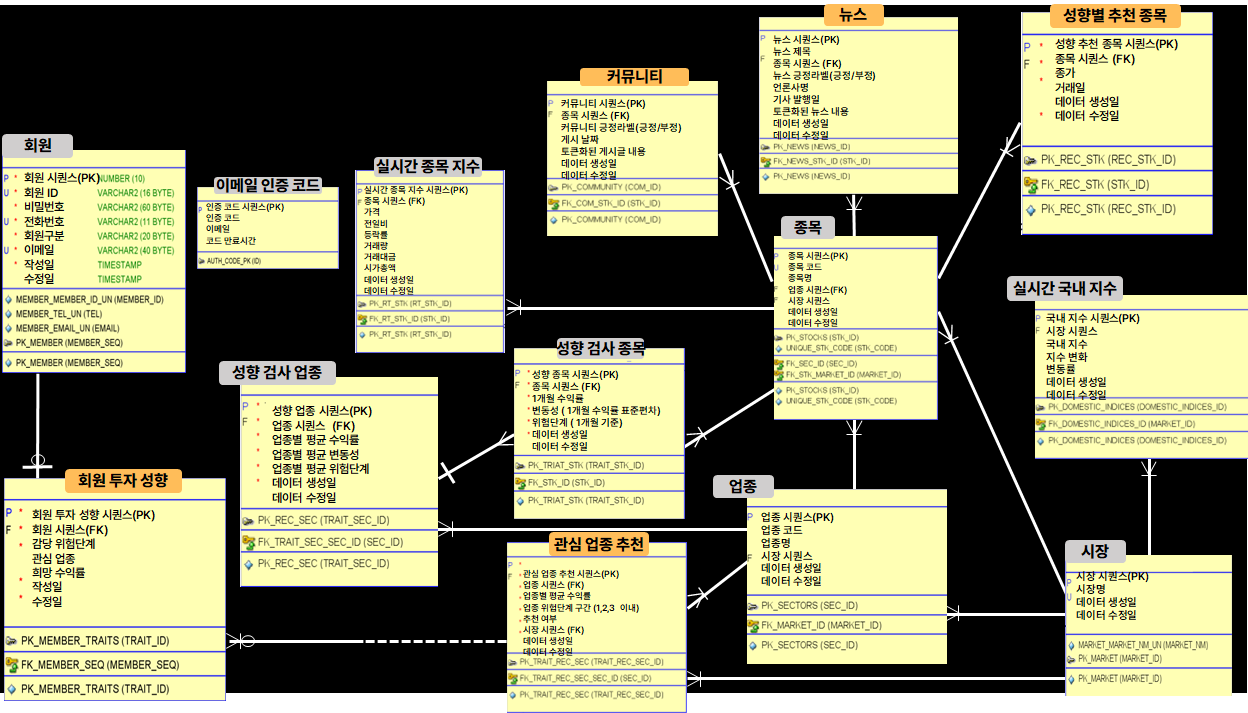 회원
P * 회원 시퀀스(PK) NUMBER (10)
U * 회원 ID VARCHAR2 (16 BYTE)
* 비밀번호 VARCHAR2 (60 BYTE)
U * 전화번호 VARCHAR2 (11 BYTE)
* 회원구분 VARCHAR2 (20 BYTE)
U * 이메일 VARCHAR2 (40 BYTE)
* 작성일 TIMESTAMP
수정일 TIMESTAMP
MEMBER_MEMBER_ID_UN (MEMBER_ID)
MEMBER_TEL_UN (TEL)
MEMBER_EMAIL_UN (EMAIL)
PK_MEMBER (MEMBER_SEQ)
PK_MEMBER (MEMBER_SEQ)
이메일 인증 코드
P 인증 코드 시퀀스(PK)
인증 코드
이메일
코드 만료시간
AUTH_CODE_PK (ID)
실시간 종목 지수
P 실시간 종목 지수 시퀀스(PK)
F 종목 시퀀스 (FK)
가격
전일비
등락률
거래량
거래대금
시가총액
데이터 생성일
데이터 수정일
PK_RT_STK (RT_STK_ID)
FK_RT_STK_ID (STK_ID)
PK_RT_STK (RT_STK_ID)
커뮤니티
P 커뮤니티 시퀀스(PK)
F 종목 시퀀스 (FK)
커뮤니티 긍정라벨(긍정/부정)
게시 날짜
토큰화된 게시글 내용
데이터 생성일
데이터 수정일
PK_COMMUNITY (COM_ID)
FK_COM_STK_ID (STK_ID)
PK_COMMUNITY (COM_ID)
뉴스
P 뉴스 시퀀스(PK)
뉴스 제목
F 종목 시퀀스 (FK)
뉴스 긍정라벨(긍정/부정)
언론사명
기사 발행일
토큰화된 뉴스 내용
데이터 생성일
데이터 수정일
PK_NEWS (NEWS_ID)
FK_NEWS_STK_ID (STK_ID)
PK_NEWS (NEWS_ID)
성향별 추천 종목
P * 성향 추천 종목 시퀀스(PK)
F * 종목 시퀀스 (FK)
* 종가
거래일
데이터 생성일
* 데이터 수정일
PK_REC_STK (REC_STK_ID)
FK_REC_STK (STK_ID)
PK_REC_STK (REC_STK_ID)
종목
P 종목 시퀀스(PK)
U 종목 코드
종목명
F 업종 시퀀스(FK)
F 시장 시퀀스
데이터 생성일
데이터 수정일
PK_STOCKS (STK_ID)
UNIQUE_STK_CODE (STK_CODE)
FK_SEC_ID (SEC_ID)
FK_STK_MARKET_ID (MARKET_ID)
PK_STOCKS (STK_ID)
UNIQUE_STK_CODE (STK_CODE)
실시간 국내 지수
P 국내 지수 시퀀스(PK)
F 시장 시퀀스
국내 지수
지수 변화
변동률
데이터 생성일
데이터 수정일
PK_DOMESTIC_INDICES (DOMESTIC_INDICES_ID)
FK_DOMESTIC_INDICES_ID (MARKET_ID)
PK_DOMESTIC_INDICES (DOMESTIC_INDICES_ID)
성향 검사 업종
P * 성향 업종 시퀀스(PK)
F * 업종 시퀀스 (FK)
* 업종별 평균 수익률
* 업종별 평균 변동성
* 업종별 평균 위험단계
* 데이터 생성일
데이터 수정일
PK_REC_SEC (TRAIT_SEC_ID)
FK_TRAIT_SEC_SEC_ID (SEC_ID)
PK_REC_SEC (TRAIT_SEC_ID)
성향 검사 종목
P * 성향 종목 시퀀스(PK)
F * 종목 시퀀스 (FK)
* 1개월 수익률
* 변동성 ( 1개월 수익률 표준편차)
* 위험단계 ( 1개월 기준)
* 데이터 생성일
데이터 수정일
PK_TRIAT_STK (TRAIT_STK_ID)
FK_STK_ID (STK_ID)
PK_TRIAT_STK (TRAIT_STK_ID)
회원 투자 성향
P * 회원 투자 성향 시퀀스(PK)
F * 회원 시퀀스(FK)
* 감당 위험단계
관심 업종
희망 수익률
* 작성일
* 수정일
PK_MEMBER_TRAITS (TRAIT_ID)
FK_MEMBER_SEQ (MEMBER_SEQ)
PK_MEMBER_TRAITS (TRAIT_ID)
관심 업종 추천
P *
F * 관심 업종 추천 시퀀스(PK)
* 업종 시퀀스 (FK)
* 업종별 평균 수익률
* 업종 위험단계 구간 (1,2,3 이내)
* 추천 여부
* 시장 시퀀스 (FK)
데이터 생성일
데이터 수정일
PK_TRAIT_REC_SEC (TRAIT_REC_SEC_ID)
FK_TRAIT_REC_SEC_SEC_ID (SEC_ID)
PK_TRAIT_REC_SEC (TRAIT_REC_SEC_ID)
업종
P 업종 시퀀스(PK)
업종 코드
업종명
F 시장 시퀀스
데이터 생성일
데이터 수정일
PK_SECTORS (SEC_ID)
FK_MARKET_ID (MARKET_ID)
PK_SECTORS (SEC_ID)
시장
P 시장 시퀀스(PK)
U 시장명
데이터 생성일
데이터 수정일
MARKET_MARKET_NM_UN (MARKET_NM)
PK_MARKET (MARKET_ID)
PK_MARKET (MARKET_ID)